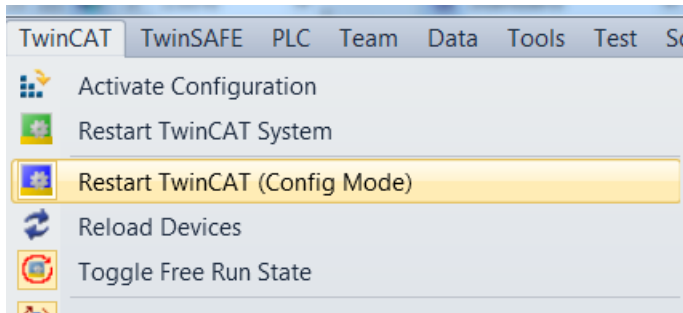 TwinCAT TwinSAFE PLC Team Data Tools Test
Activate Configuration
Restart TwinCAT System
Restart TwinCAT (Config Mode)
Reload Devices
Toggle Free Run State